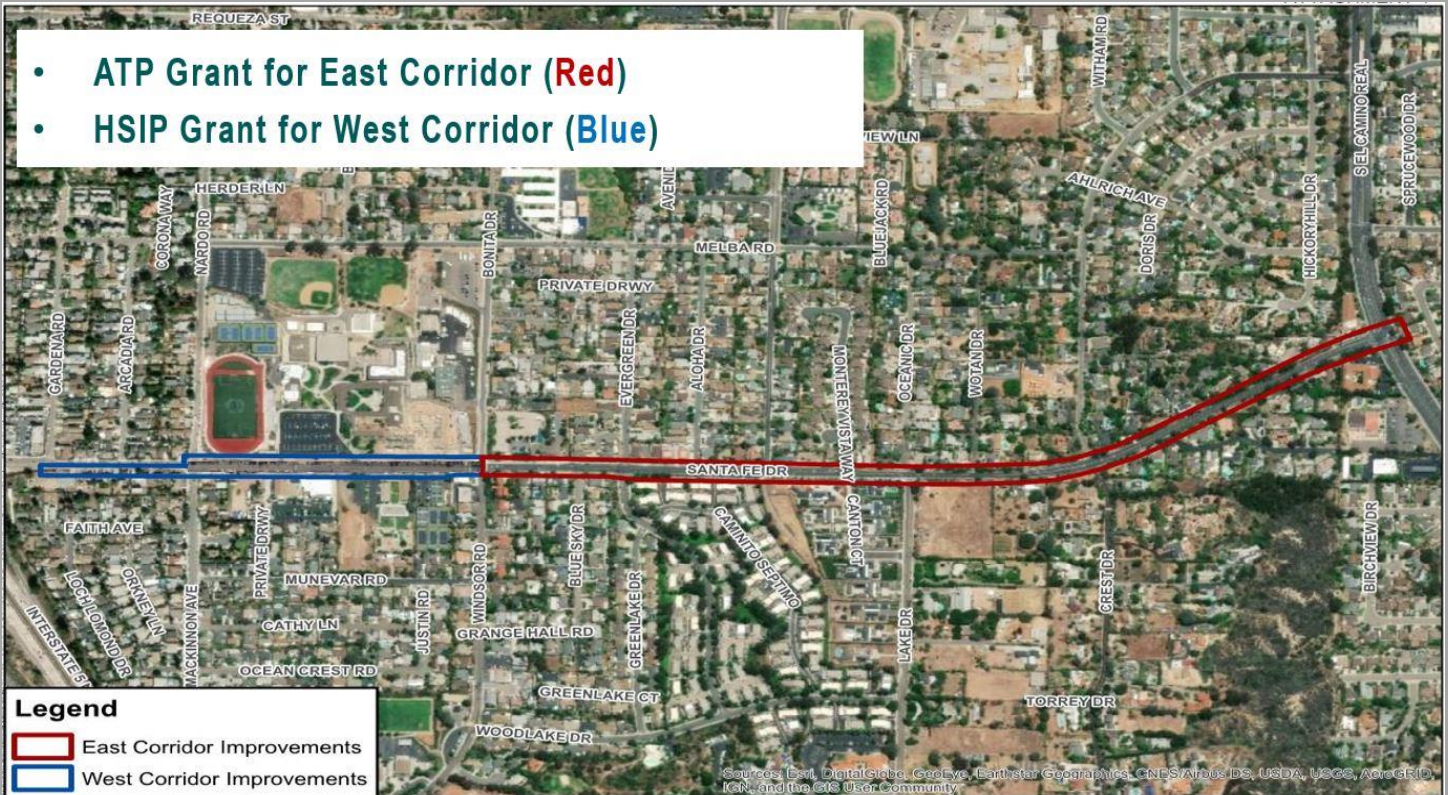 REQUEZA ST
• ATP Grant for East Corridor (Red)
• HSIP Grant for West Corridor (Blue)
WITHAM RD
S EL CAMINO REAL
SPRUCEWOOD DR
VIEW LN
HERDER LN
CORONA WAY
NARDO RD
BONITA DR
AVENID
BLUEJACK RD
AHLRICH AVE
DORIS DR
HICKORYHILL DR
MELBA RD
PRIVATE DRWY
GARDENA RD
ARCADIA RD
EVERGREEN DR
ALOHA DR
MONTEREY VISTA WAY
OCEANIC DR
WOTAN DR
SANTA FE DR
FAITH AVE
LOCH LOMOND DR
ORKNEY LN
INTERSTATE 5
MACKINNON AVE
PRIVATE DRWY
MUNEVAR RD
CATHY LN
OCEAN CREST RD
JUSTIN RD
WINDSOR RD
GRANGE HALL RD
BLUE SKY DR
GREENLAKE DR
CAMINTO SEPTIMO
CANTON CT
LAKE DR
CREST DR
BIRCHVIEW DR
GREENLAKE CT
WOODLAKE DR
TORREY DR
Legend
East Corridor Improvements
West Corridor Improvements
Sources: Esri, DigitalGlobe, GeoEye, Earthstar Geographics, CNES/Airbus DS, USDA, USGS, AeroGRID,
IGN, and the GIS User Community